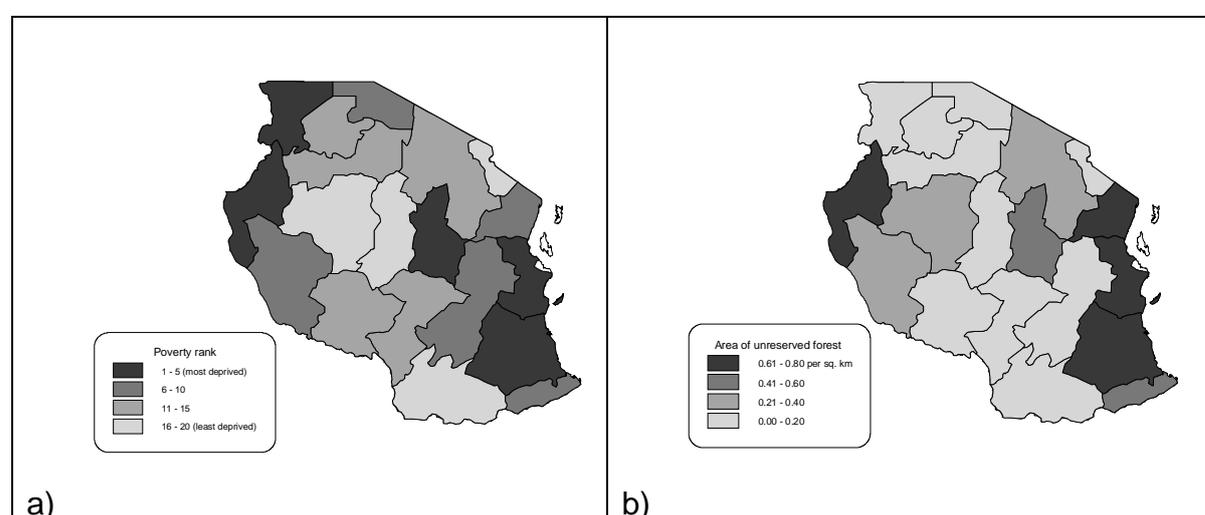 Poverty rank
1 - 5 (most deprived)
6 - 10
11 - 15
16 - 20 (least deprived)
a)
Area of unreserved forest
0.61 - 0.80 per sq. km
0.41 - 0.60
0.21 - 0.40
0.00 - 0.20
b)